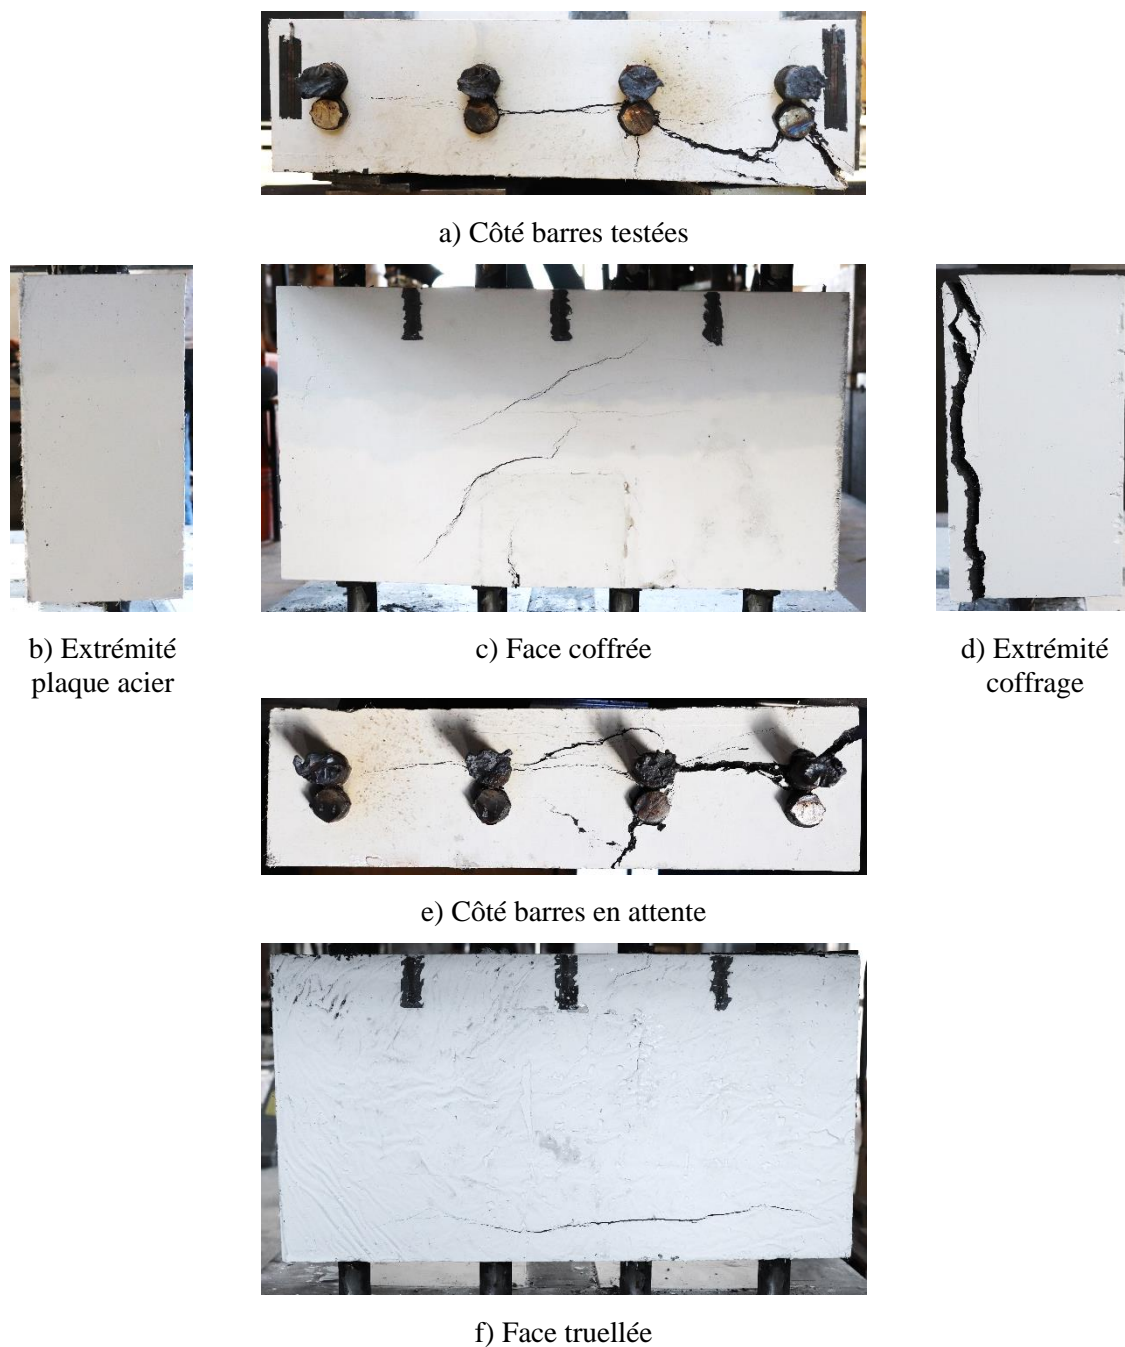 a) Côté barres testées
b) Extrémité
plaque acier
c) Face coffrée
d) Extrémité
coffrage
e) Côté barres en attente
f) Face truellée